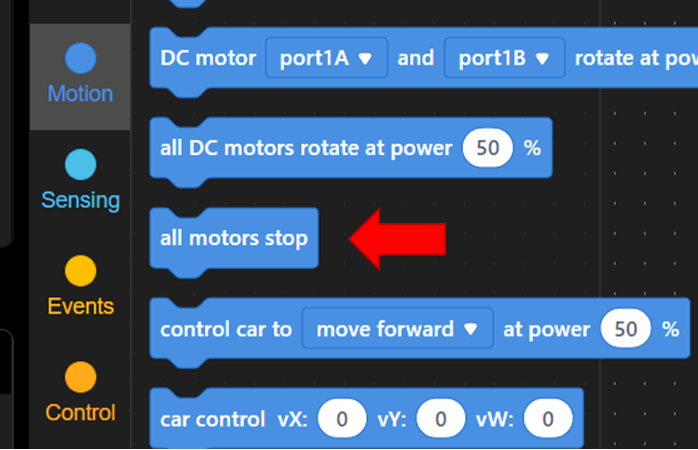 Motion
Sensing
Events
Control
DC motor port1A and port1B rotate at
all DC motors rotate at power 50 %
all motors stop
control car to move forward at power 50 %
car control vX: 0 vY: 0 vW: 0